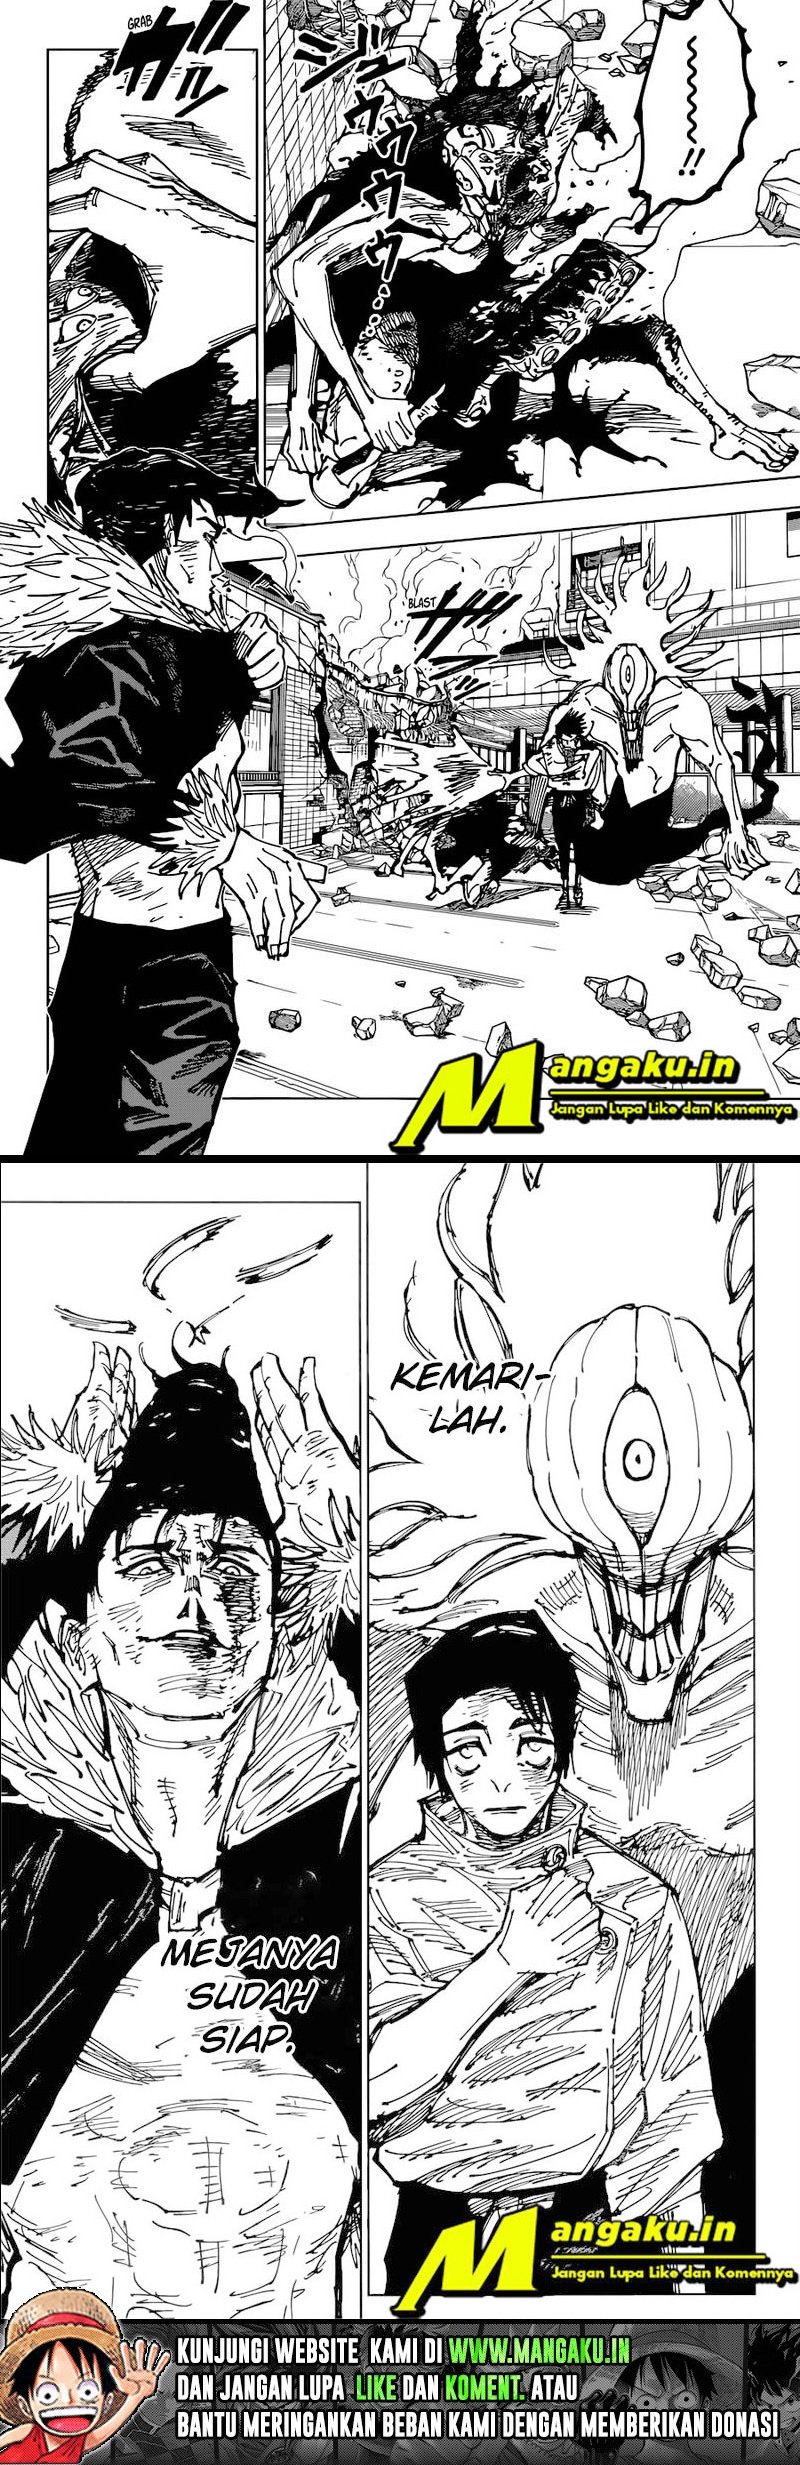 GRAB
ガッ
ジュウウウウ...
~~~~~!!
BLAST
Mangaku.in
Jangan Lupa Like dan Komennya
KEMARI-
LAH.
MEJANYA
SUDAH
SIAP.
Mangaku.in
Jangan Lupa Like dan Komennya
KUNJUNGI WEBSITE KAMI DI WWW.MANGAKU.IN
DAN JANGAN LUPA LIKE DAN KOMENT. ATAU
BANTU MERINGANKAN BEBAN KAMI DENGAN MEMBERIKAN DONASI